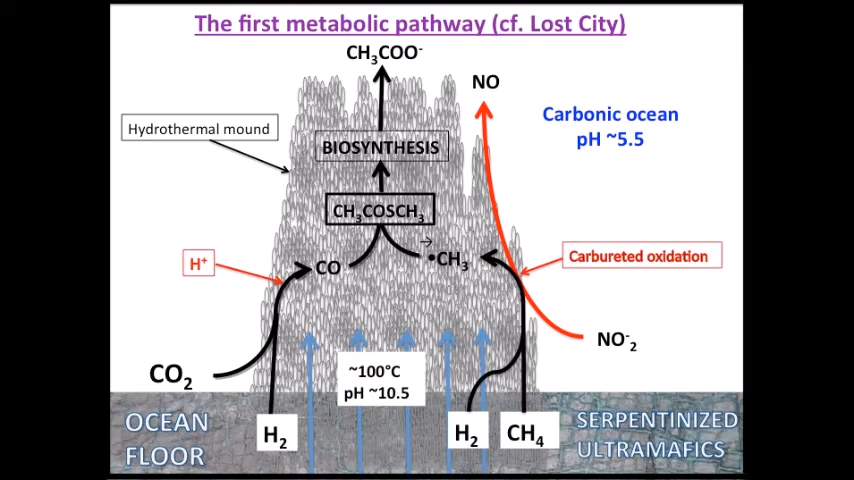 The first metabolic pathway (cf. Lost City)
CH₃COO⁻
NO
Carbonic ocean
pH ~5.5
Hydrothermal mound
BIOSYNTHESIS
CH₃COSCH₃
H⁺
CO
•CH₃
Carbureted oxidation
NO⁻₂
CO₂
~100°C
pH ~10.5
OCEAN
FLOOR
H₂
H₂
CH₄
SERPENTINIZED
ULTRAMAFICS